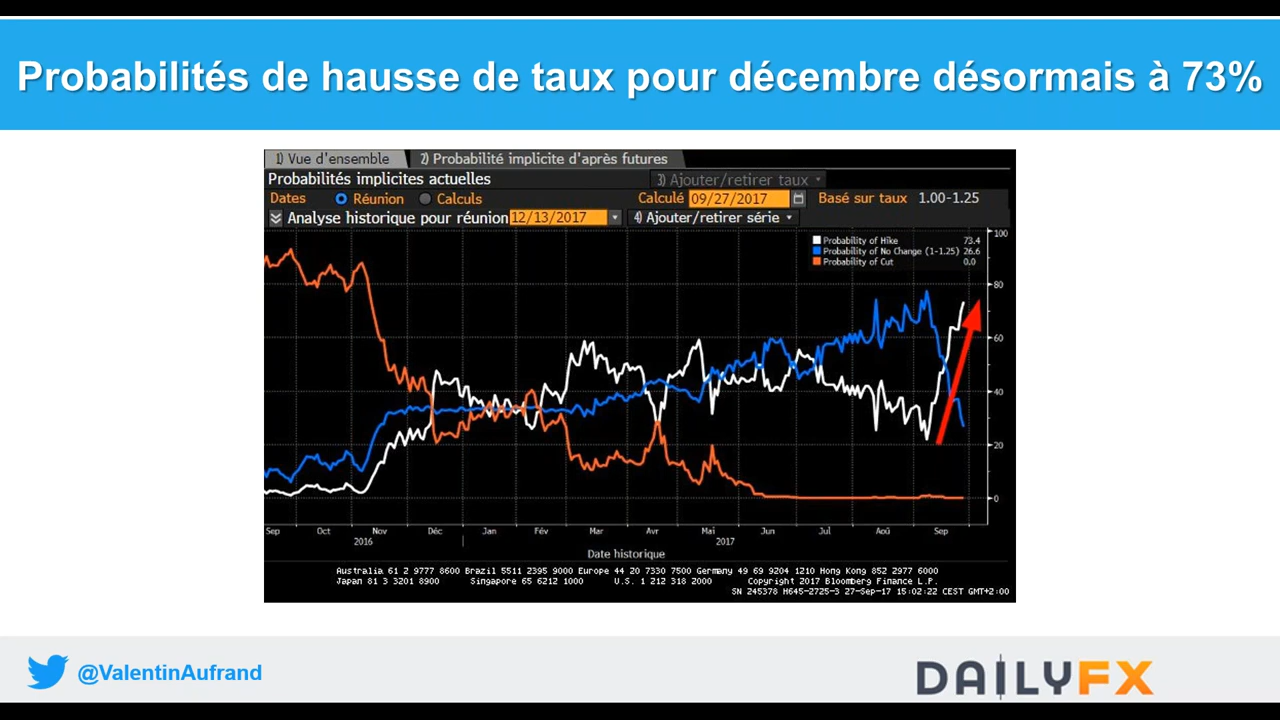 Probabilités de hausse de taux pour décembre désormais à 73%
1) Vue d'ensemble 2) Probabilité implicite d'après futures
Probabilités implicites actuelles 3) Ajouter/retirer taux
Dates Réunion Calculs Calculé 09/27/2017 Basé sur taux 1.00-1.25
Analyse historique pour réunion 12/13/2017 4) Ajouter/retirer série
Probability of Hike 73.4
Probability of No Change (1-1.25) 26.6
Probability of Cut 0.0
100
80
60
40
20
0
Sep Oct Nov Déc Jan Fév Mar Avr Mai Jun Jul Aoû Sep
2016 2017
Date historique
Australia 61 2 9777 8600 Brazil 5511 2395 9000 Europe 44 20 7330 7500 Germany 49 69 9204 1210 Hong Kong 852 2977 6000
Japan 81 3 3201 8900 Singapore 65 6212 1000 U.S. 1 212 318 2000 Copyright 2017 Bloomberg Finance L.P.
SN 245378 H645-2725-3 27-Sep-17 15:02:22 CEST GMT+2:00
@ValentinAufrand
DAILYFX